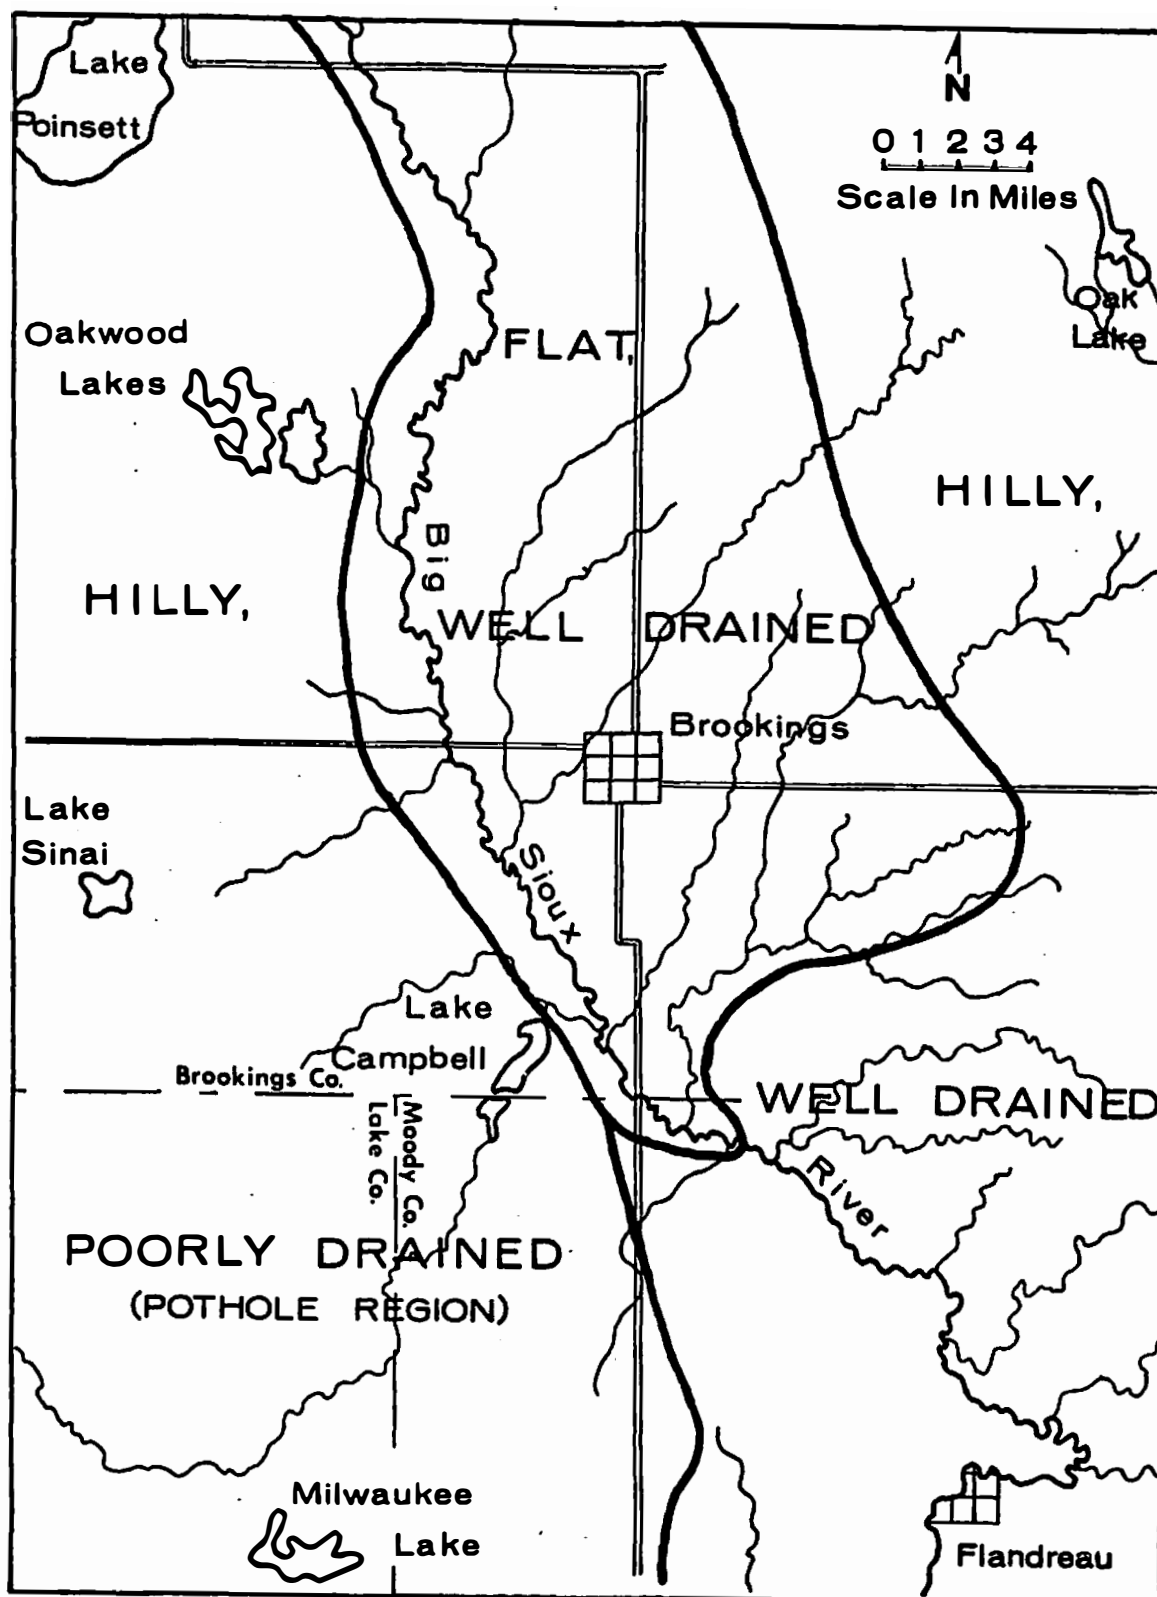 Lake
Poinsett
N
0 1 2 3 4
Scale In Miles
Oak
Lake
Oakwood
Lakes
FLAT,
HILLY,
Big
HILLY,
WELL DRAINED
Brookings
Lake
Sinai
Sioux
Lake
Campbell
Brookings Co.
Moody Co.
Lake Co.
WELL DRAINED
River
POORLY DRAINED
(POTHOLE REGION)
Milwaukee
Lake
Flandreau